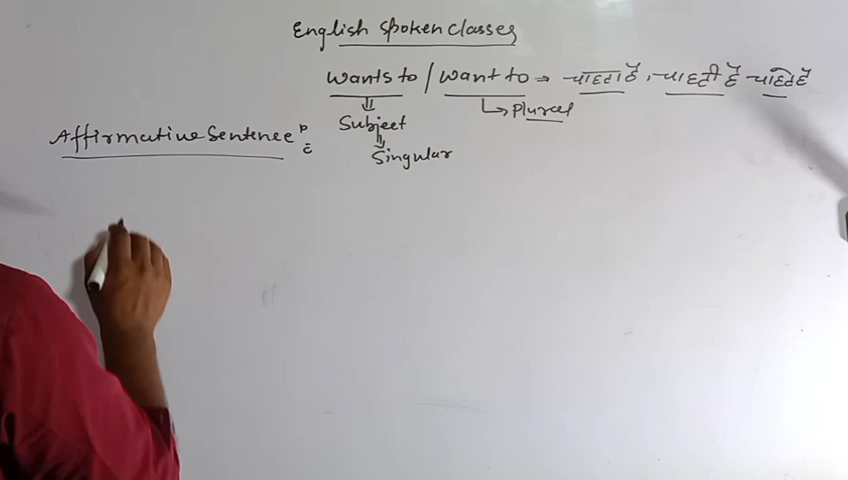 English Spoken Classes
Wants to / Want to ⇒ चाहता है, चाहती है चाहते हैं
Subject
Plural
Singular
Affirmative Sentence